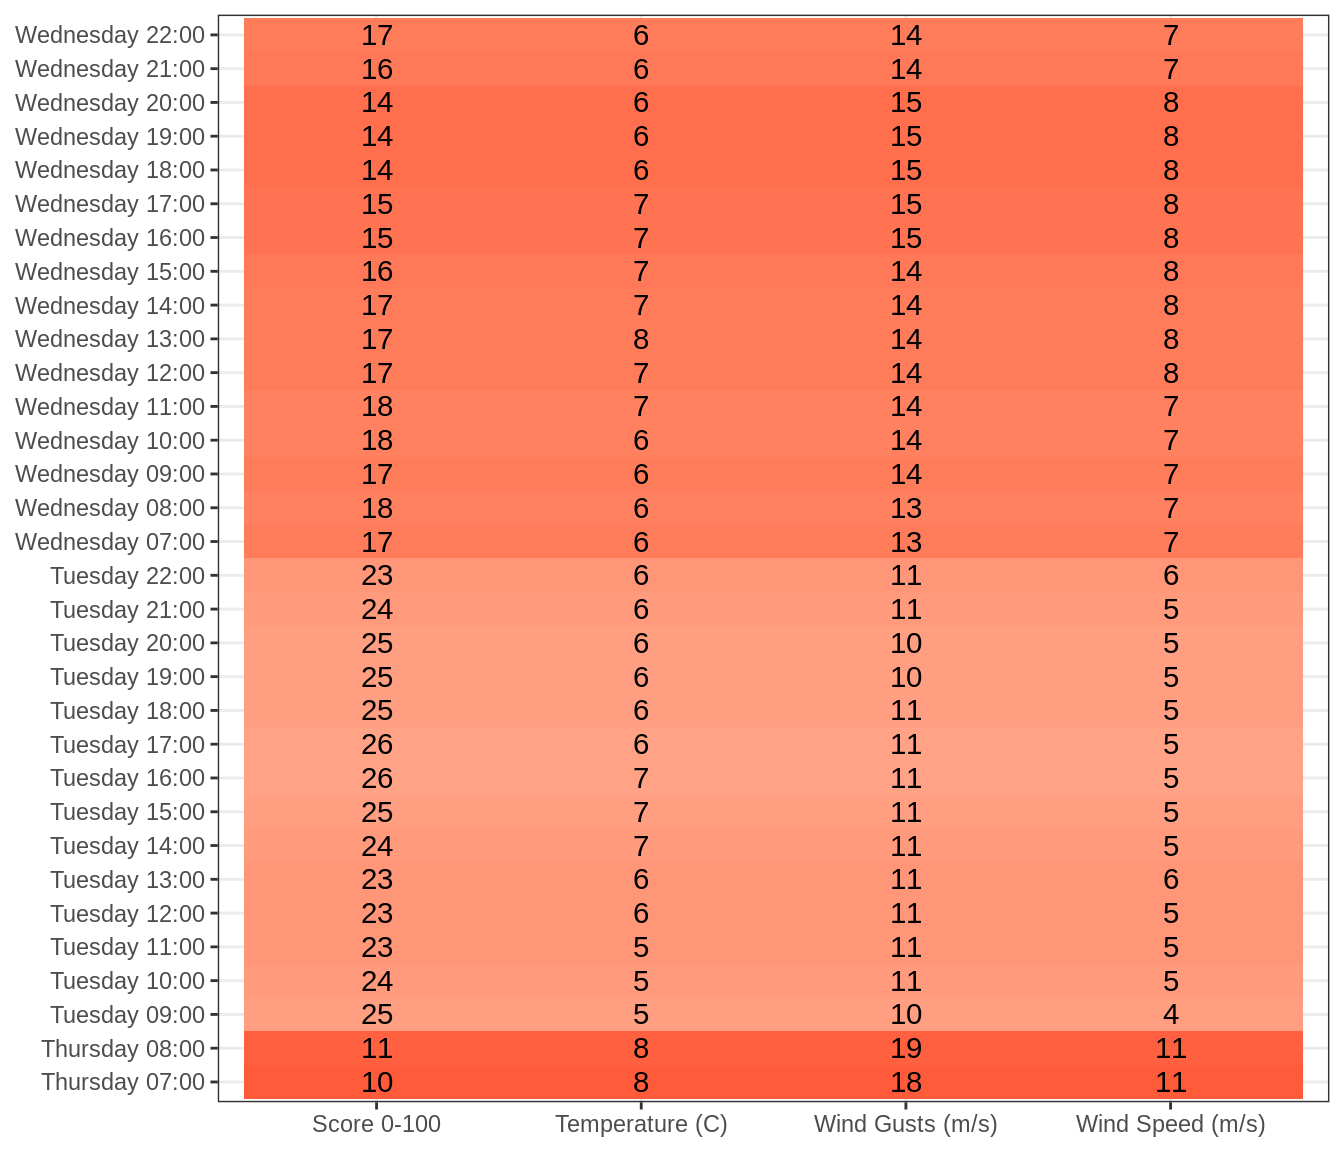 Wednesday 22:00 17 6 14 7
Wednesday 21:00 16 6 14 7
Wednesday 20:00 14 6 15 8
Wednesday 19:00 14 6 15 8
Wednesday 18:00 14 6 15 8
Wednesday 17:00 15 7 15 8
Wednesday 16:00 15 7 15 8
Wednesday 15:00 16 7 14 8
Wednesday 14:00 17 7 14 8
Wednesday 13:00 17 8 14 8
Wednesday 12:00 17 7 14 8
Wednesday 11:00 18 7 14 7
Wednesday 10:00 18 6 14 7
Wednesday 09:00 17 6 14 7
Wednesday 08:00 18 6 13 7
Wednesday 07:00 17 6 13 7
Tuesday 22:00 23 6 11 6
Tuesday 21:00 24 6 11 5
Tuesday 20:00 25 6 10 5
Tuesday 19:00 25 6 10 5
Tuesday 18:00 25 6 11 5
Tuesday 17:00 26 6 11 5
Tuesday 16:00 26 7 11 5
Tuesday 15:00 25 7 11 5
Tuesday 14:00 24 7 11 5
Tuesday 13:00 23 6 11 6
Tuesday 12:00 23 6 11 5
Tuesday 11:00 23 5 11 5
Tuesday 10:00 24 5 11 5
Tuesday 09:00 25 5 10 4
Thursday 08:00 11 8 19 11
Thursday 07:00 10 8 18 11
Score 0-100 Temperature (C) Wind Gusts (m/s) Wind Speed (m/s)